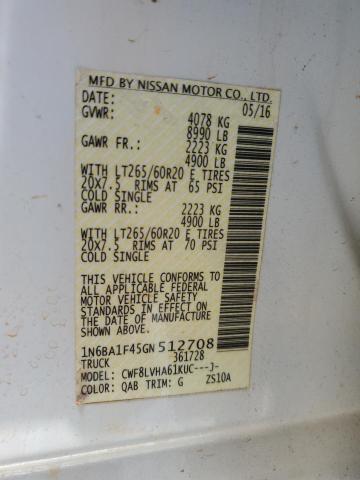 MFD BY NISSAN MOTOR CO., LTD.
DATE: 05/16
GVWR: 4078 KG
8990 LB
GAWR FR.: 2223 KG
4900 LB
WITH LT265/60R20 E TIRES
20X7.5 RIMS AT 65 PSI
COLD SINGLE
GAWR RR.: 2223 KG
4900 LB
WITH LT265/60R20 E TIRES
20X7.5 RIMS AT 70 PSI
COLD SINGLE
THIS VEHICLE CONFORMS TO
ALL APPLICABLE FEDERAL
MOTOR VEHICLE SAFETY
STANDARDS IN EFFECT ON
THE DATE OF MANUFACTURE
SHOWN ABOVE.
1N6BA1F45GN512708
TRUCK 361728
MODEL: CWF8LVHA61KUC---J-
COLOR: QAB TRIM: G ZS10A